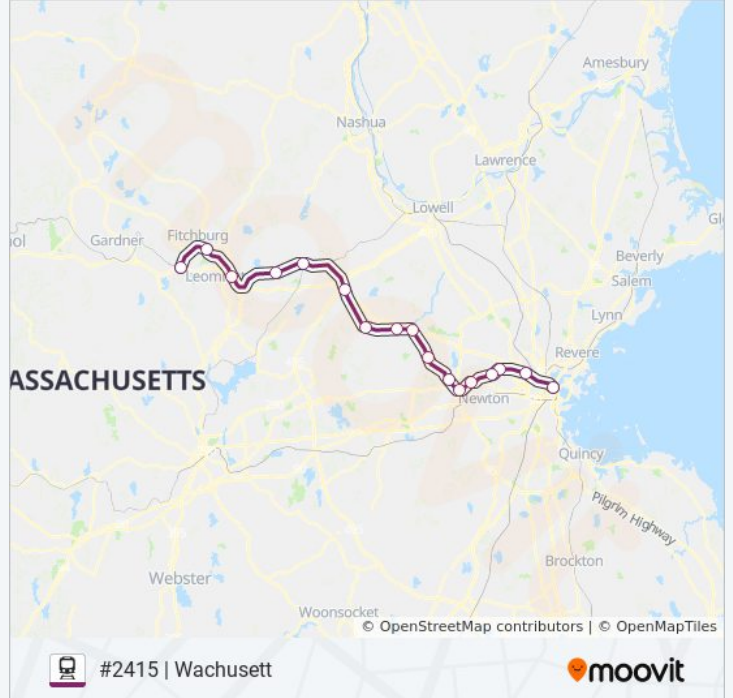 Amesbury
Nashua
Lawrence
Lowell
Fitchburg
Gardner
Leom
Beverly
Salem
Lynn
Revere
ASSACHUSETTS
Newton
Quincy
Pilgrim Highway
Brockton
Webster
Woonsocket
© OpenStreetMap contributors | © OpenMapTiles
#2415 | Wachusett
moovit